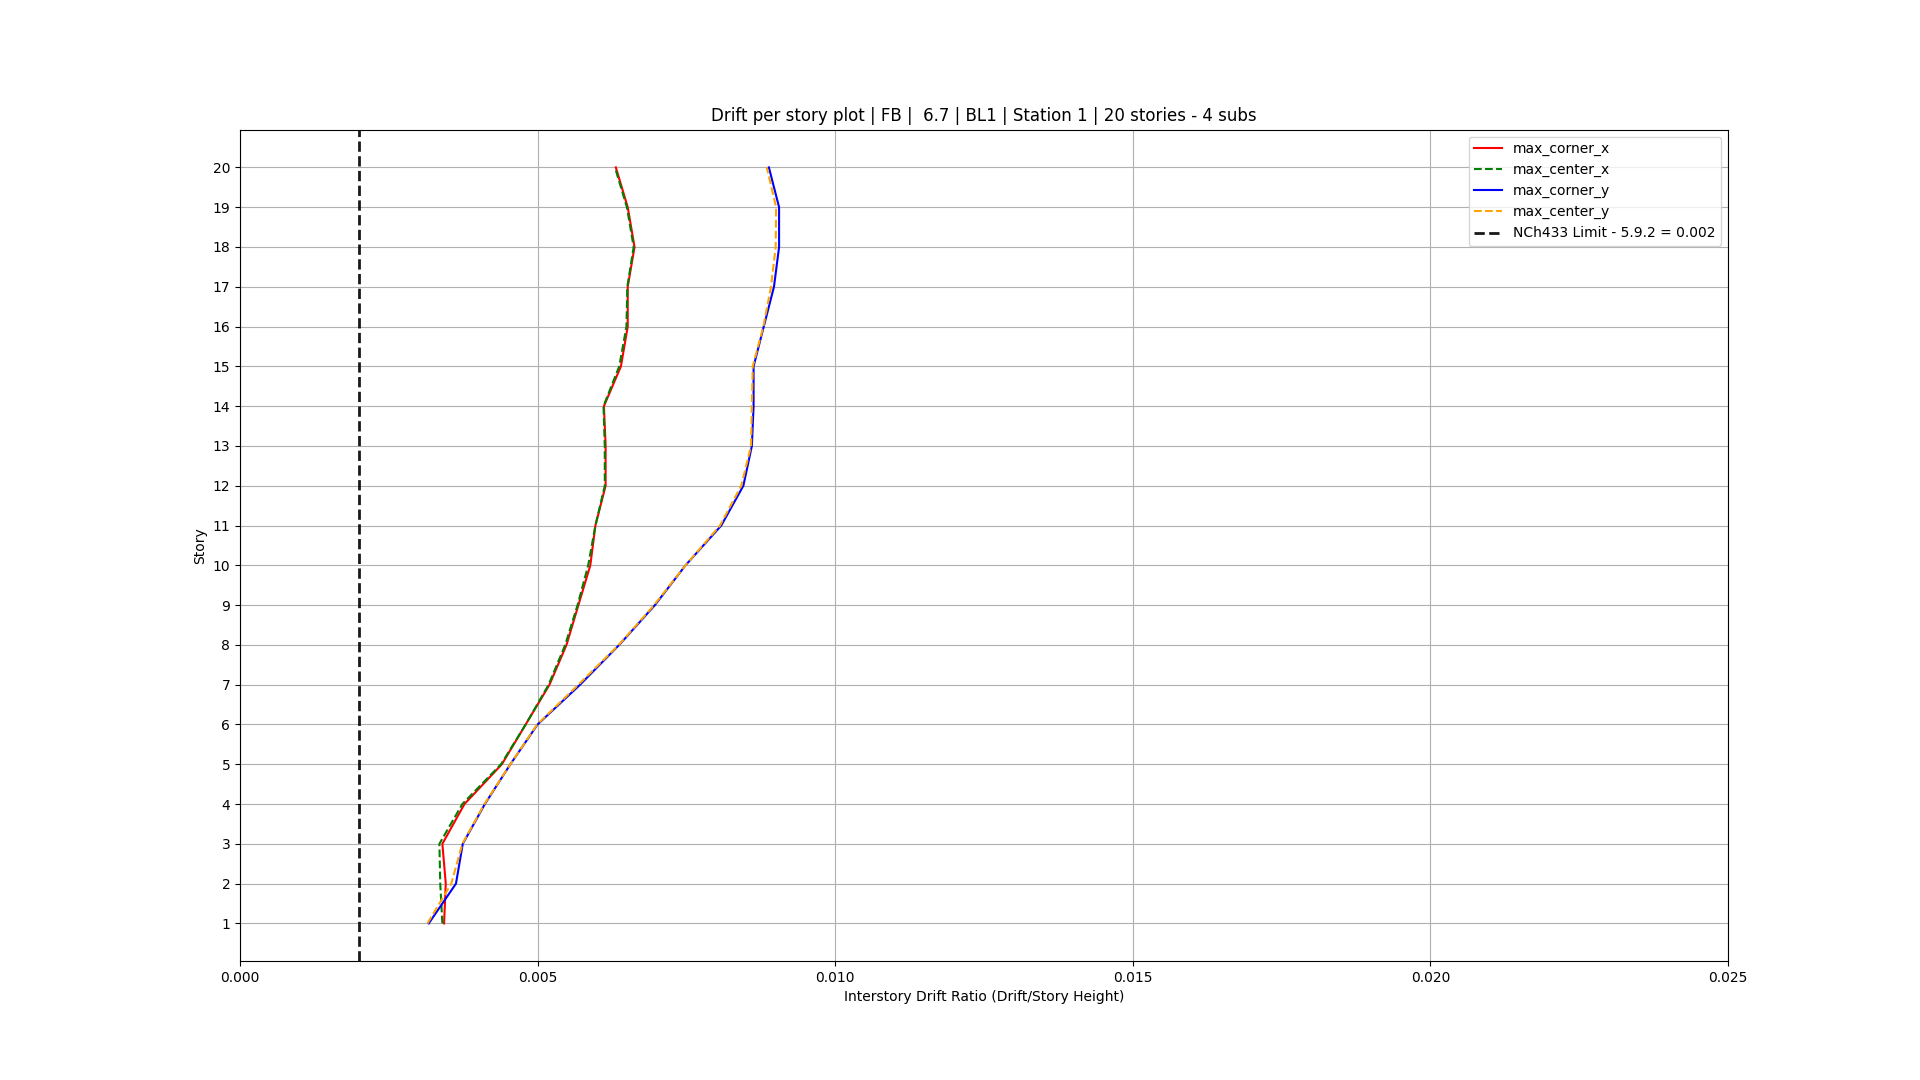 Drift per story plot | FB |  6.7 | BL1 | Station 1 | 20 stories - 4 subs
max_corner_x
max_center_x
max_corner_y
max_center_y
NCh433 Limit - 5.9.2 = 0.002
20
19
18
17
16
15
14
13
12
11
10
9
8
7
6
5
4
3
2
1
Story
0.000 0.005 0.010 0.015 0.020 0.025
Interstory Drift Ratio (Drift/Story Height)